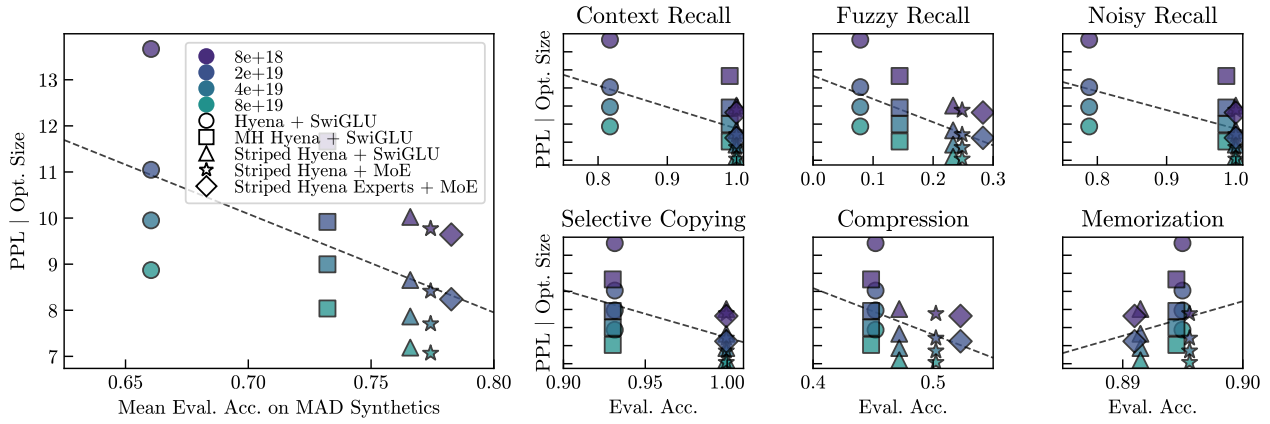 PPL | Opt. Size
13
12
11
10
9
8
7
0.65
0.70
0.75
0.80
Mean Eval. Acc. on MAD Synthetics
8e+18
2e+19
4e+19
8e+19
Hyena + SwiGLU
MH Hyena + SwiGLU
Striped Hyena + SwiGLU
Striped Hyena + MoE
Striped Hyena Experts + MoE
Context Recall
PPL | Opt. Size
0.8
0.9
1.0
Fuzzy Recall
0.0
0.1
0.2
0.3
Noisy Recall
0.8
0.9
1.0
Selective Copying
PPL | Opt. Size
0.90
0.95
1.00
Eval. Acc.
Compression
0.4
0.5
Eval. Acc.
Memorization
0.89
0.90
Eval. Acc.